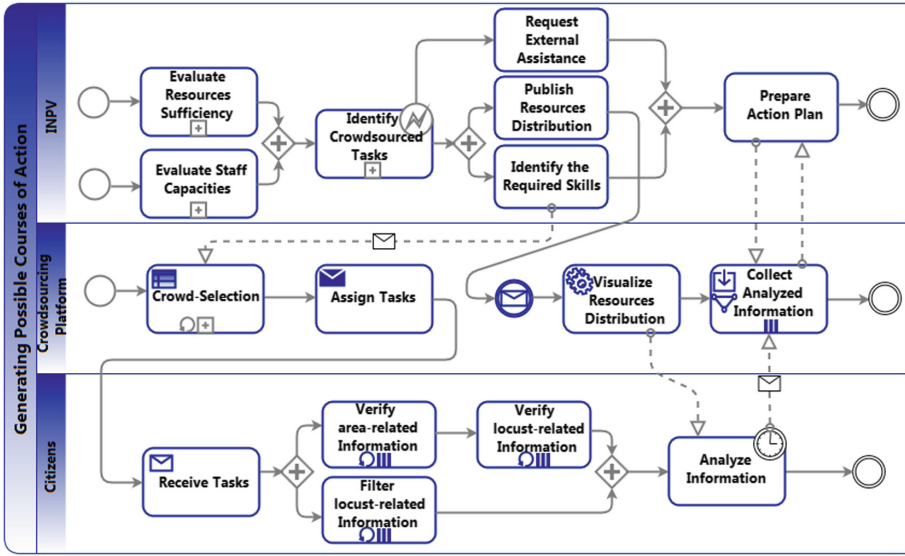 Generating Possible Courses of Action
INPV
Evaluate
Resources
Sufficiency
Evaluate Staff
Capacities
Identify
Crowdsourced
Tasks
Request
External
Assistance
Publish
Resources
Distribution
Identify the
Required Skills
Prepare
Action Plan
Crowdsourcing
Platform
Crowd-Selection
Assign Tasks
Visualize
Resources
Distribution
Collect
Analyzed
Information
Citizens
Receive Tasks
Verify
area-related
Information
Verify
locust-related
Information
Filter
locust-related
Information
Analyze
Information